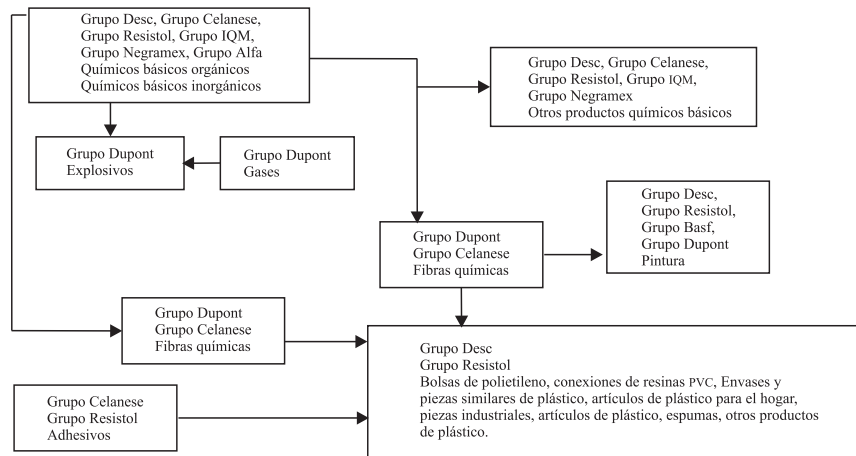 Grupo Desc, Grupo Celanese,
Grupo Resistol, Grupo IQM,
Grupo Negramex, Grupo Alfa
Químicos básicos orgánicos
Químicos básicos inorgánicos
Grupo Desc, Grupo Celanese,
Grupo Resistol, Grupo IQM,
Grupo Negramex
Otros productos químicos básicos
Grupo Dupont
Explosivos
Grupo Dupont
Gases
Grupo Desc,
Grupo Resistol,
Grupo Basf,
Grupo Dupont
Pintura
Grupo Dupont
Grupo Celanese
Fibras químicas
Grupo Dupont
Grupo Celanese
Fibras químicas
Grupo Desc
Grupo Resistol
Bolsas de polietileno, conexiones de resinas PVC, Envases y
piezas similares de plástico, artículos de plástico para el hogar,
piezas industriales, artículos de plástico, espumas, otros productos
de plástico.
Grupo Celanese
Grupo Resistol
Adhesivos